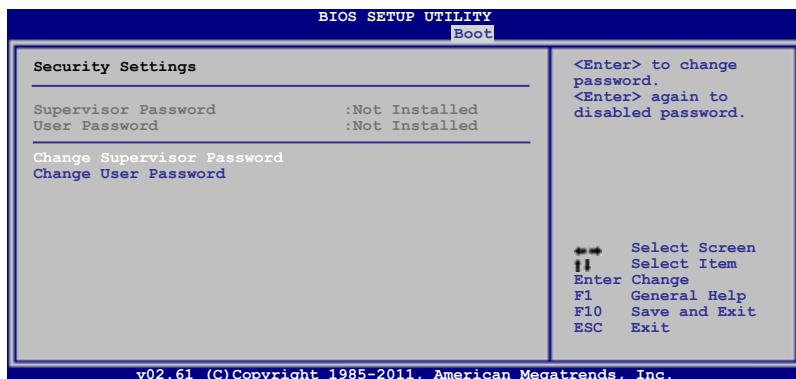 BIOS SETUP UTILITY
Boot
Security Settings
Supervisor Password :Not Installed
User Password :Not Installed
Change Supervisor Password
Change User Password
<Enter> to change
password.
<Enter> again to
disabled password.
←→ Select Screen
↑↓ Select Item
Enter Change
F1 General Help
F10 Save and Exit
ESC Exit
v02.61 (C)Copyright 1985-2011, American Megatrends, Inc.